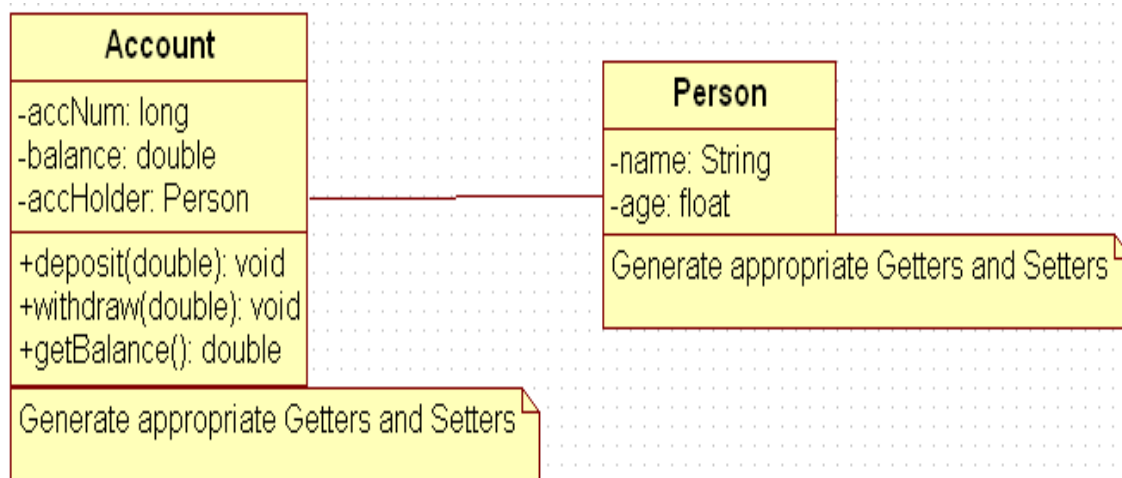 Account
-accNum: long
-balance: double
-accHolder: Person
+deposit(double): void
+withdraw(double): void
+getBalance(): double
Generate appropriate Getters and Setters
Person
-name: String
-age: float
Generate appropriate Getters and Setters